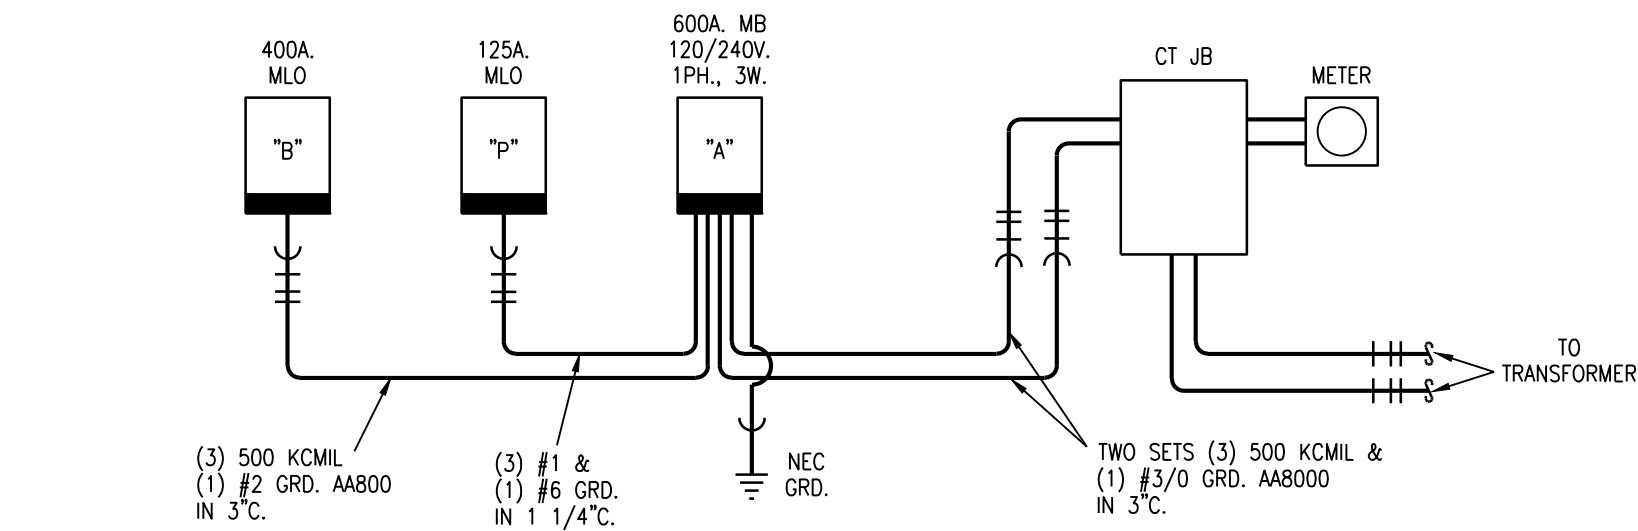 400A.
MLO
"B"
125A.
MLO
"P"
600A. MB
120/240V.
1PH., 3W.
"A"
CT JB
METER
TO
TRANSFORMER
(3) 500 KCMIL
(1) #2 GRD. AA800
IN 3"C.
(3) #1 &
(1) #6 GRD.
IN 1 1/4"C.
NEC
GRD.
TWO SETS (3) 500 KCMIL &
(1) #3/0 GRD. AA8000
IN 3"C.